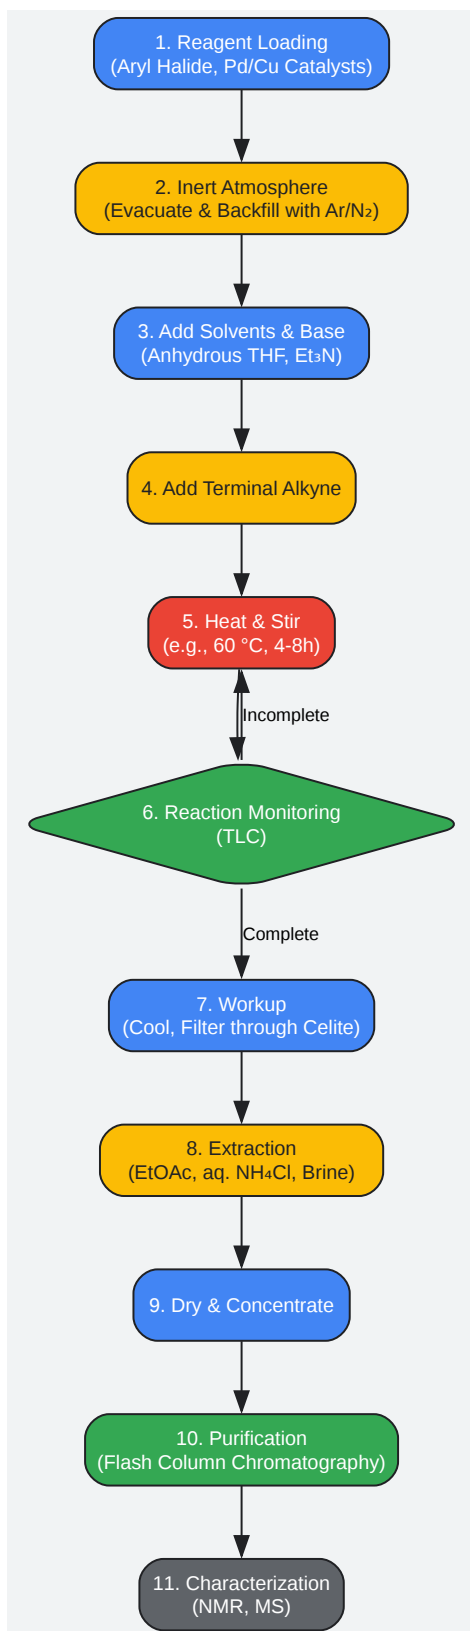 1. Reagent Loading
(Aryl Halide, Pd/Cu Catalysts)
2. Inert Atmosphere
(Evacuate & Backfill with Ar/N₂)
3. Add Solvents & Base
(Anhydrous THF, Et₃N)
4. Add Terminal Alkyne
5. Heat & Stir
(e.g., 60 °C, 4-8h)
Incomplete
6. Reaction Monitoring
(TLC)
Complete
7. Workup
(Cool, Filter through Celite)
8. Extraction
(EtOAc, aq. NH₄Cl, Brine)
9. Dry & Concentrate
10. Purification
(Flash Column Chromatography)
11. Characterization
(NMR, MS)